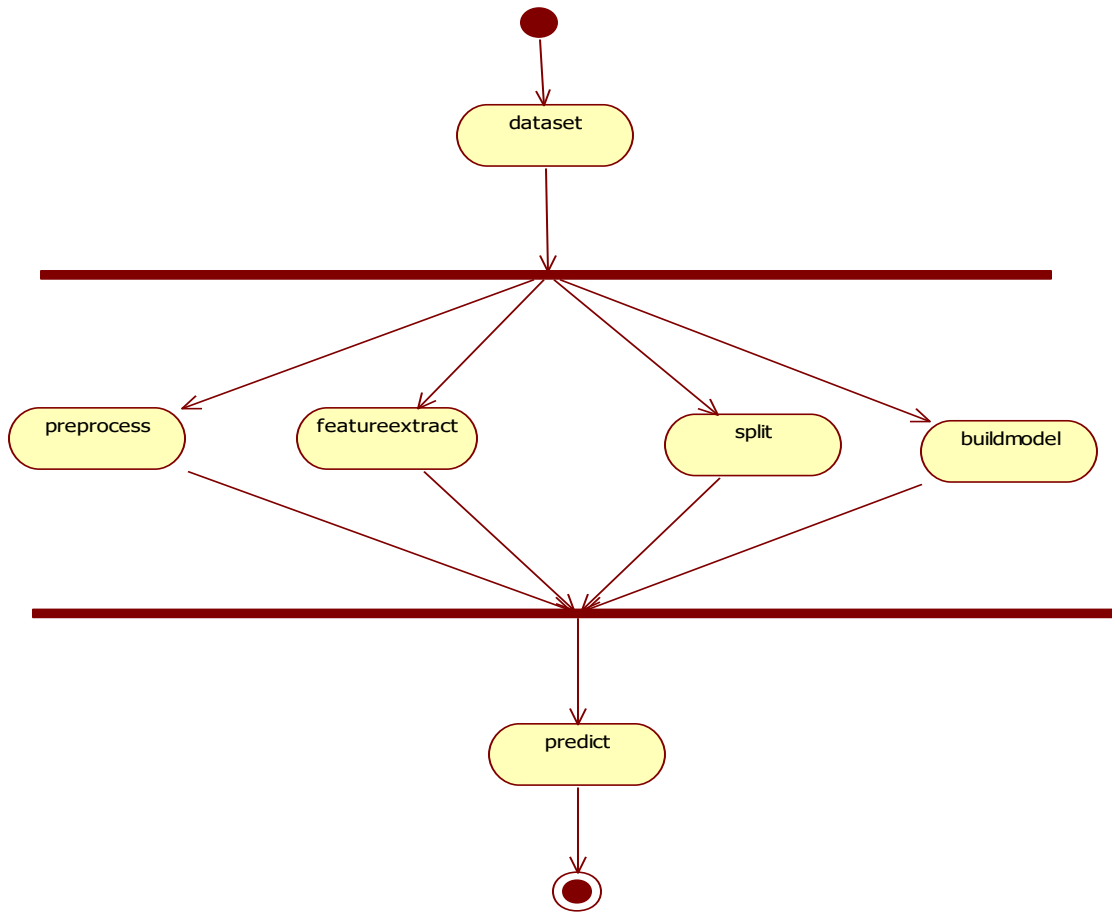 dataset
preprocess
featureextract
split
buildmodel
predict